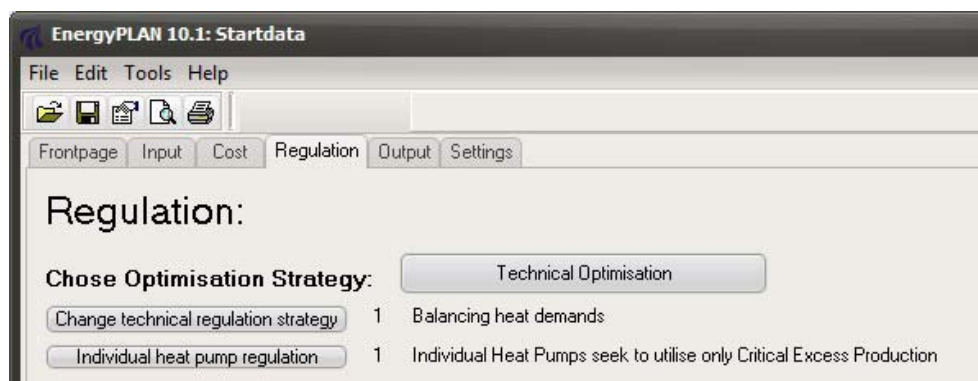 EnergyPLAN 10.1: Startdata
File Edit Tools Help
Frontpage Input Cost Regulation Output Settings
Regulation:
Chose Optimisation Strategy: Technical Optimisation
Change technical regulation strategy 1 Balancing heat demands
Individual heat pump regulation 1 Individual Heat Pumps seek to utilise only Critical Excess Production